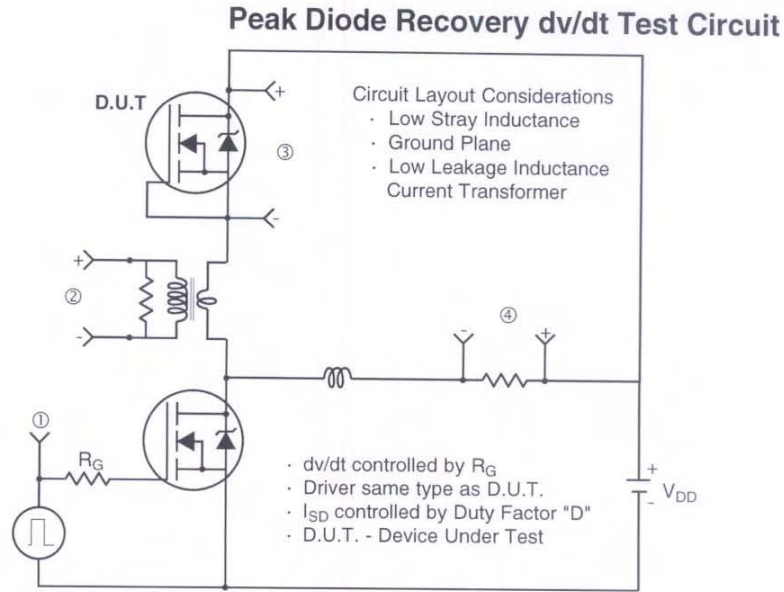 Peak Diode Recovery dv/dt Test Circuit
D.U.T
+
Circuit Layout Considerations
· Low Stray Inductance
· Ground Plane
· Low Leakage Inductance
Current Transformer
③
-
+
②
-
④
-
+
①
R_G
· dv/dt controlled by R_G
· Driver same type as D.U.T.
· I_SD controlled by Duty Factor "D"
· D.U.T. - Device Under Test
+
V_DD
-